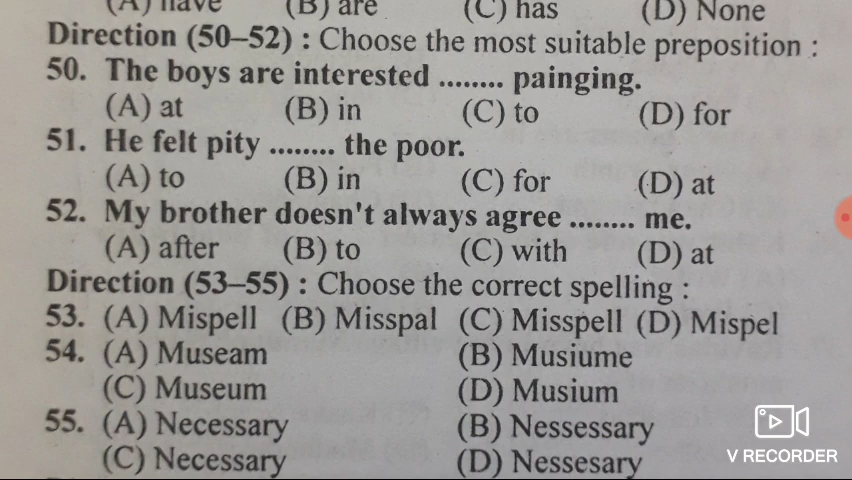 (A) have (B) are (C) has (D) None
Direction (50–52) : Choose the most suitable preposition :
50. The boys are interested ........ painging.
(A) at (B) in (C) to (D) for
51. He felt pity ........ the poor.
(A) to (B) in (C) for (D) at
52. My brother doesn't always agree ........ me.
(A) after (B) to (C) with (D) at
Direction (53–55) : Choose the correct spelling :
53. (A) Mispell (B) Misspal (C) Misspell (D) Mispel
54. (A) Museam (B) Musiume
(C) Museum (D) Musium
55. (A) Necessary (B) Nessessary
(C) Necessary (D) Nessesary
V RECORDER